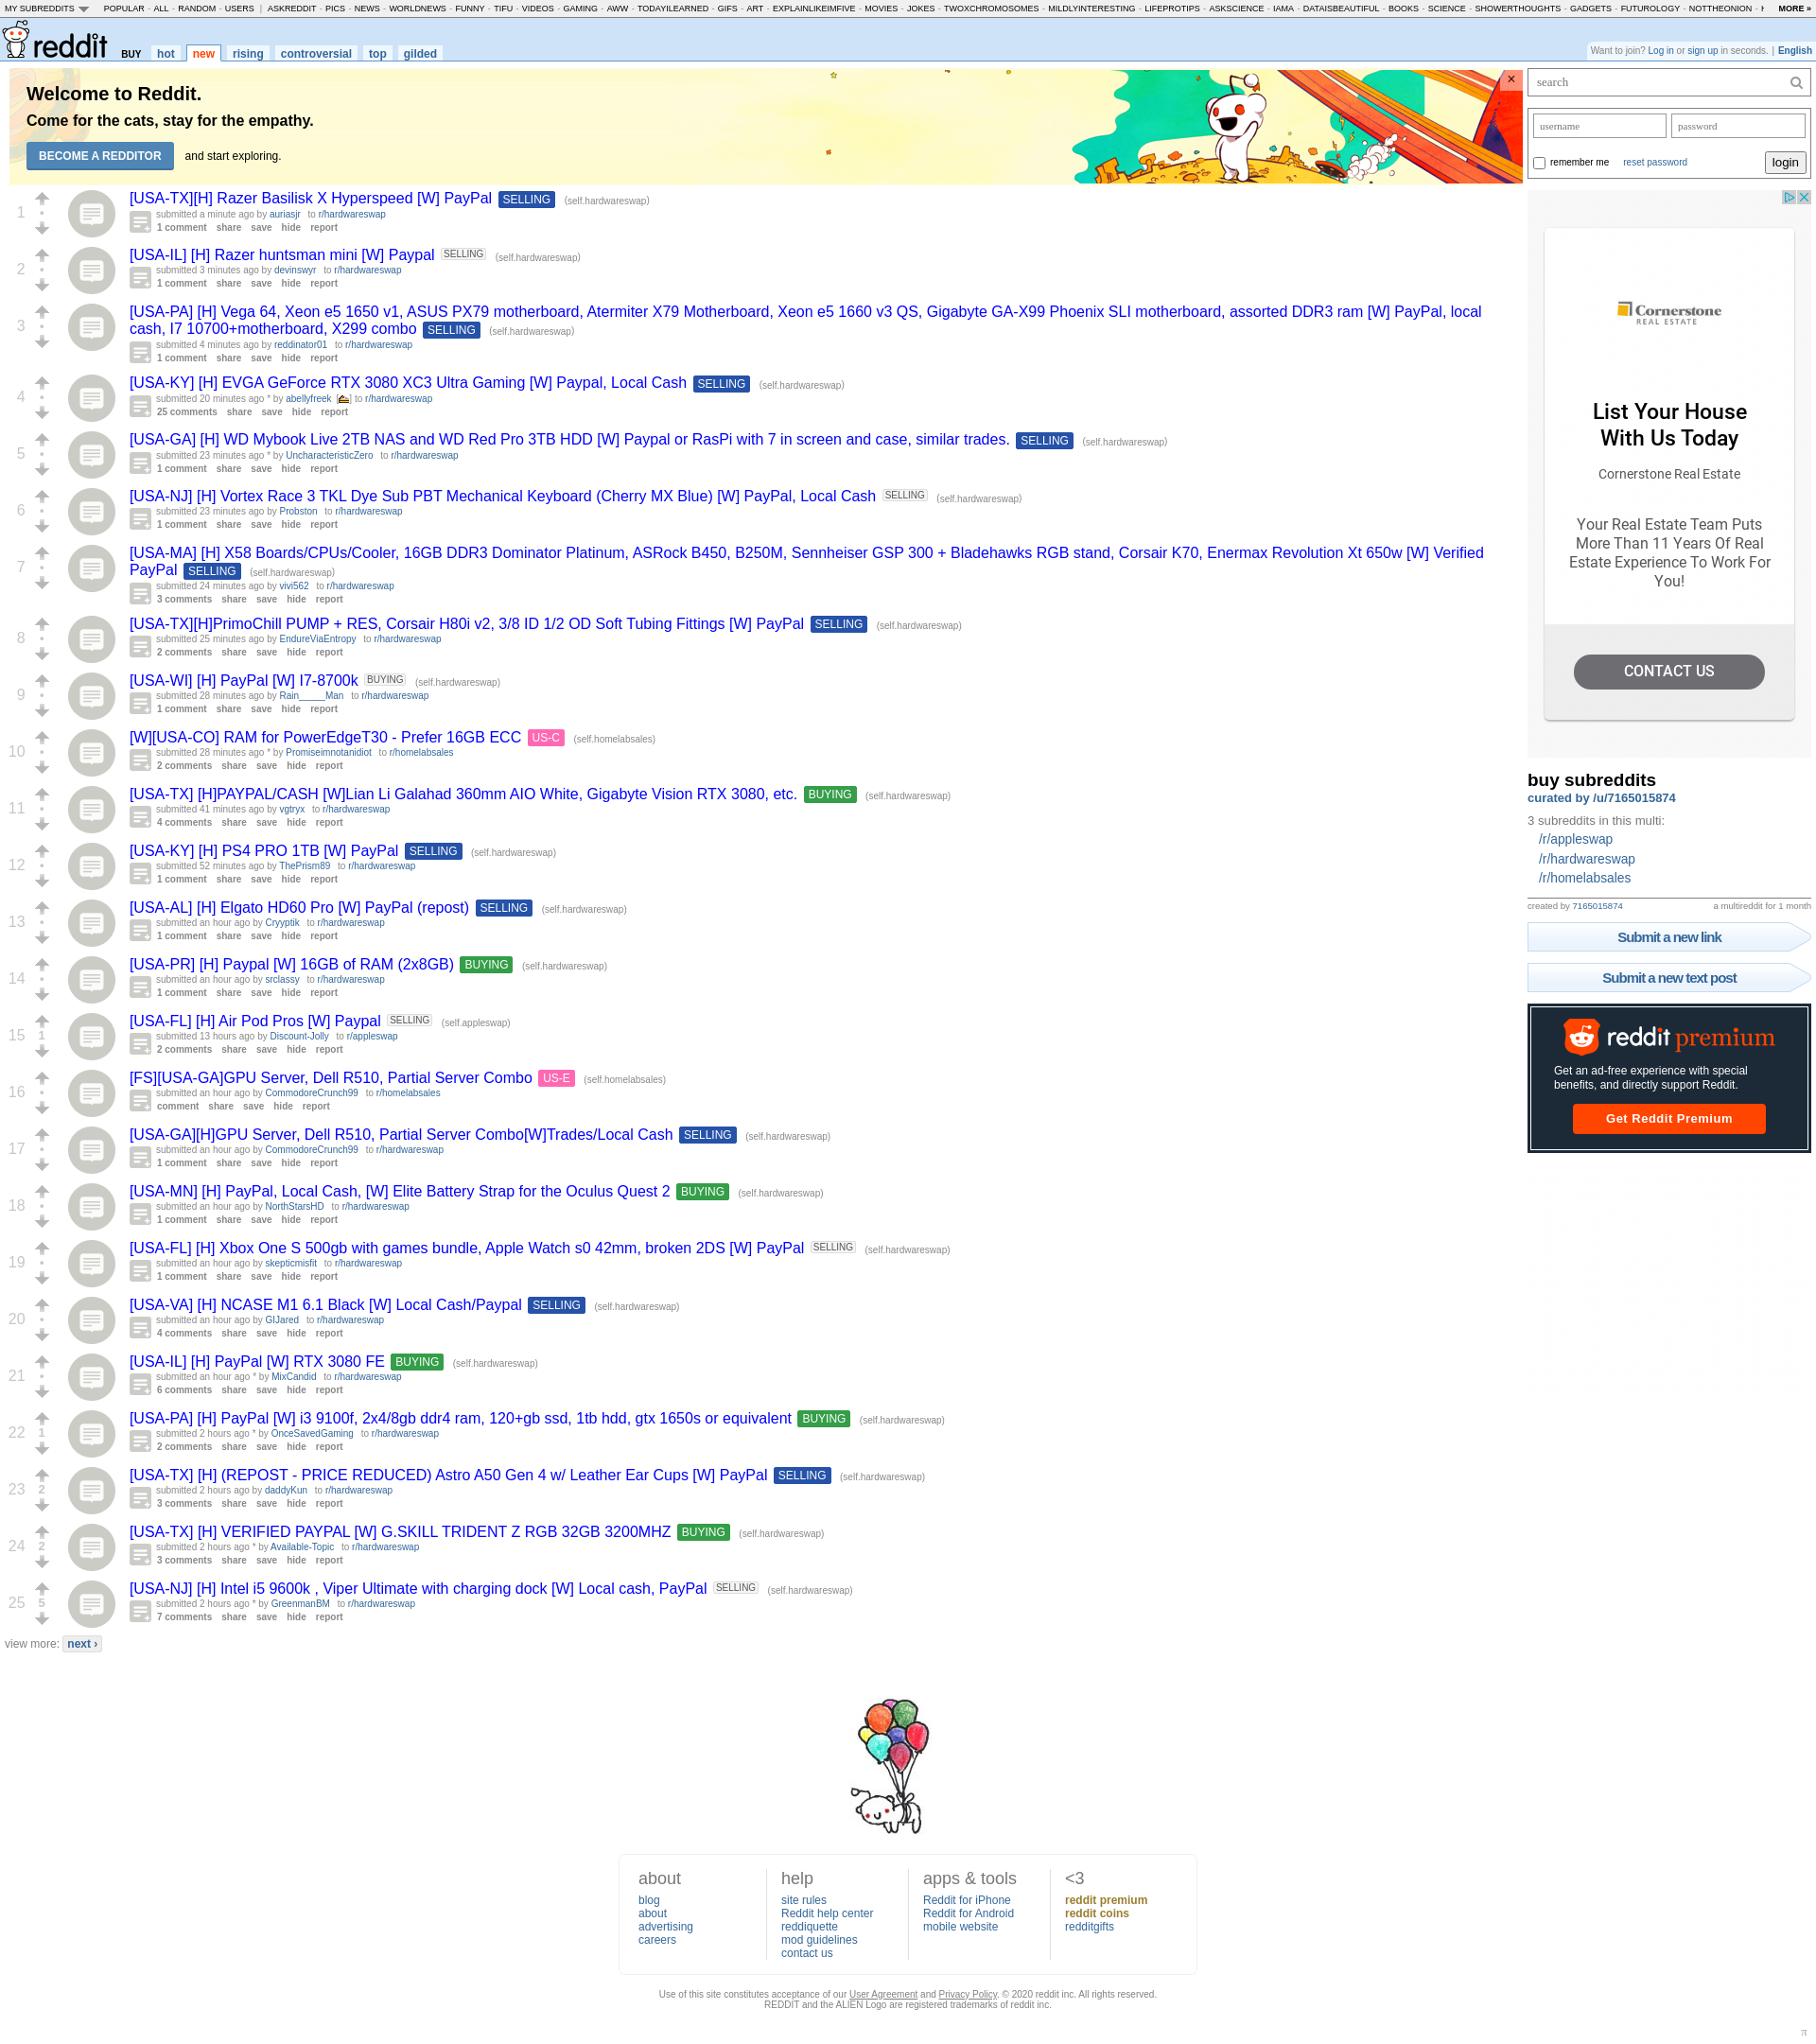 MY SUBREDDITS POPULAR - ALL - RANDOM - USERS | ASKREDDIT - PICS - NEWS - WORLDNEWS - FUNNY - TIFU - VIDEOS - GAMING - AWW - TODAYILEARNED - GIFS - ART - EXPLAINLIKEIMFIVE - MOVIES - JOKES - TWOXCHROMOSOMES - MILDLYINTERESTING - LIFEPROTIPS - ASKSCIENCE - IAMA - DATAISBEAUTIFUL - BOOKS - SCIENCE - SHOWERTHOUGHTS - GADGETS - FUTUROLOGY - NOTTHEONION - MORE »
reddit BUY hot new rising controversial top gilded
Want to join? Log in or sign up in seconds. | English
Welcome to Reddit.
Come for the cats, stay for the empathy.
BECOME A REDDITOR and start exploring.
×
1
[USA-TX][H] Razer Basilisk X Hyperspeed [W] PayPal SELLING (self.hardwareswap)
submitted a minute ago by auriasjr to r/hardwareswap
1 comment share save hide report
2
[USA-IL] [H] Razer huntsman mini [W] Paypal SELLING (self.hardwareswap)
submitted 3 minutes ago by devinswyr to r/hardwareswap
1 comment share save hide report
3
[USA-PA] [H] Vega 64, Xeon e5 1650 v1, ASUS PX79 motherboard, Atermiter X79 Motherboard, Xeon e5 1660 v3 QS, Gigabyte GA-X99 Phoenix SLI motherboard, assorted DDR3 ram [W] PayPal, local
cash, I7 10700+motherboard, X299 combo SELLING (self.hardwareswap)
submitted 4 minutes ago by reddinator01 to r/hardwareswap
1 comment share save hide report
4
[USA-KY] [H] EVGA GeForce RTX 3080 XC3 Ultra Gaming [W] Paypal, Local Cash SELLING (self.hardwareswap)
submitted 20 minutes ago * by abellyfreek [] to r/hardwareswap
25 comments share save hide report
5
[USA-GA] [H] WD Mybook Live 2TB NAS and WD Red Pro 3TB HDD [W] Paypal or RasPi with 7 in screen and case, similar trades. SELLING (self.hardwareswap)
submitted 23 minutes ago * by UncharacteristicZero to r/hardwareswap
1 comment share save hide report
6
[USA-NJ] [H] Vortex Race 3 TKL Dye Sub PBT Mechanical Keyboard (Cherry MX Blue) [W] PayPal, Local Cash SELLING (self.hardwareswap)
submitted 23 minutes ago by Probston to r/hardwareswap
1 comment share save hide report
7
[USA-MA] [H] X58 Boards/CPUs/Cooler, 16GB DDR3 Dominator Platinum, ASRock B450, B250M, Sennheiser GSP 300 + Bladehawks RGB stand, Corsair K70, Enermax Revolution Xt 650w [W] Verified
PayPal SELLING (self.hardwareswap)
submitted 24 minutes ago by vivi562 to r/hardwareswap
3 comments share save hide report
8
[USA-TX][H]PrimoChill PUMP + RES, Corsair H80i v2, 3/8 ID 1/2 OD Soft Tubing Fittings [W] PayPal SELLING (self.hardwareswap)
submitted 25 minutes ago by EndureViaEntropy to r/hardwareswap
2 comments share save hide report
9
[USA-WI] [H] PayPal [W] I7-8700k BUYING (self.hardwareswap)
submitted 28 minutes ago by Rain_____Man to r/hardwareswap
1 comment share save hide report
10
[W][USA-CO] RAM for PowerEdgeT30 - Prefer 16GB ECC US-C (self.homelabsales)
submitted 28 minutes ago * by Promiseimnotanidiot to r/homelabsales
2 comments share save hide report
11
[USA-TX] [H]PAYPAL/CASH [W]Lian Li Galahad 360mm AIO White, Gigabyte Vision RTX 3080, etc. BUYING (self.hardwareswap)
submitted 41 minutes ago by vgtryx to r/hardwareswap
4 comments share save hide report
12
[USA-KY] [H] PS4 PRO 1TB [W] PayPal SELLING (self.hardwareswap)
submitted 52 minutes ago by ThePrism89 to r/hardwareswap
1 comment share save hide report
13
[USA-AL] [H] Elgato HD60 Pro [W] PayPal (repost) SELLING (self.hardwareswap)
submitted an hour ago by Cryyptik to r/hardwareswap
1 comment share save hide report
14
[USA-PR] [H] Paypal [W] 16GB of RAM (2x8GB) BUYING (self.hardwareswap)
submitted an hour ago by srclassy to r/hardwareswap
1 comment share save hide report
15 1
[USA-FL] [H] Air Pod Pros [W] Paypal SELLING (self.appleswap)
submitted 13 hours ago by Discount-Jolly to r/appleswap
2 comments share save hide report
16
[FS][USA-GA]GPU Server, Dell R510, Partial Server Combo US-E (self.homelabsales)
submitted an hour ago by CommodoreCrunch99 to r/homelabsales
comment share save hide report
17
[USA-GA][H]GPU Server, Dell R510, Partial Server Combo[W]Trades/Local Cash SELLING (self.hardwareswap)
submitted an hour ago by CommodoreCrunch99 to r/hardwareswap
1 comment share save hide report
18
[USA-MN] [H] PayPal, Local Cash, [W] Elite Battery Strap for the Oculus Quest 2 BUYING (self.hardwareswap)
submitted an hour ago by NorthStarsHD to r/hardwareswap
1 comment share save hide report
19
[USA-FL] [H] Xbox One S 500gb with games bundle, Apple Watch s0 42mm, broken 2DS [W] PayPal SELLING (self.hardwareswap)
submitted an hour ago by skepticmisfit to r/hardwareswap
1 comment share save hide report
20
[USA-VA] [H] NCASE M1 6.1 Black [W] Local Cash/Paypal SELLING (self.hardwareswap)
submitted an hour ago by GIJared to r/hardwareswap
4 comments share save hide report
21
[USA-IL] [H] PayPal [W] RTX 3080 FE BUYING (self.hardwareswap)
submitted an hour ago * by MixCandid to r/hardwareswap
6 comments share save hide report
22 1
[USA-PA] [H] PayPal [W] i3 9100f, 2x4/8gb ddr4 ram, 120+gb ssd, 1tb hdd, gtx 1650s or equivalent BUYING (self.hardwareswap)
submitted 2 hours ago * by OnceSavedGaming to r/hardwareswap
2 comments share save hide report
23 2
[USA-TX] [H] (REPOST - PRICE REDUCED) Astro A50 Gen 4 w/ Leather Ear Cups [W] PayPal SELLING (self.hardwareswap)
submitted 2 hours ago by daddyKun to r/hardwareswap
3 comments share save hide report
24 2
[USA-TX] [H] VERIFIED PAYPAL [W] G.SKILL TRIDENT Z RGB 32GB 3200MHZ BUYING (self.hardwareswap)
submitted 2 hours ago * by Available-Topic to r/hardwareswap
3 comments share save hide report
25 5
[USA-NJ] [H] Intel i5 9600k , Viper Ultimate with charging dock [W] Local cash, PayPal SELLING (self.hardwareswap)
submitted 2 hours ago * by GreenmanBM to r/hardwareswap
7 comments share save hide report
view more: next ›
search
username password
remember me reset password login
Cornerstone
REAL ESTATE
List Your House
With Us Today
Cornerstone Real Estate
Your Real Estate Team Puts
More Than 11 Years Of Real
Estate Experience To Work For
You!
CONTACT US
buy subreddits
curated by /u/7165015874
3 subreddits in this multi:
/r/appleswap
/r/hardwareswap
/r/homelabsales
created by 7165015874 a multireddit for 1 month
Submit a new link
Submit a new text post
reddit premium
Get an ad-free experience with special
benefits, and directly support Reddit.
Get Reddit Premium
about
blog
about
advertising
careers
help
site rules
Reddit help center
reddiquette
mod guidelines
contact us
apps & tools
Reddit for iPhone
Reddit for Android
mobile website
<3
reddit premium
reddit coins
redditgifts
Use of this site constitutes acceptance of our User Agreement and Privacy Policy. © 2020 reddit inc. All rights reserved.
REDDIT and the ALIEN Logo are registered trademarks of reddit inc.
π